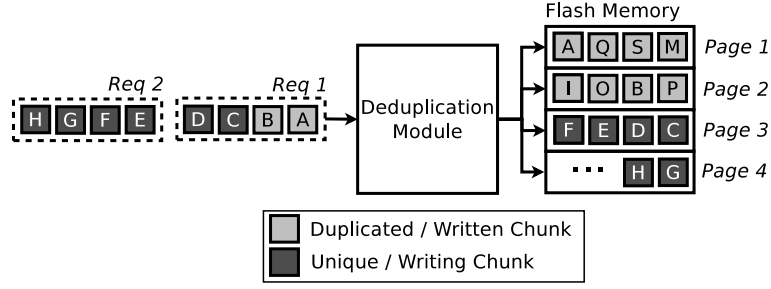 Flash Memory
A Q S M Page 1
Req 2 Req 1
I O B P Page 2
H G F E D C B A
Deduplication
Module
F E D C Page 3
... H G Page 4
Duplicated / Written Chunk
Unique / Writing Chunk